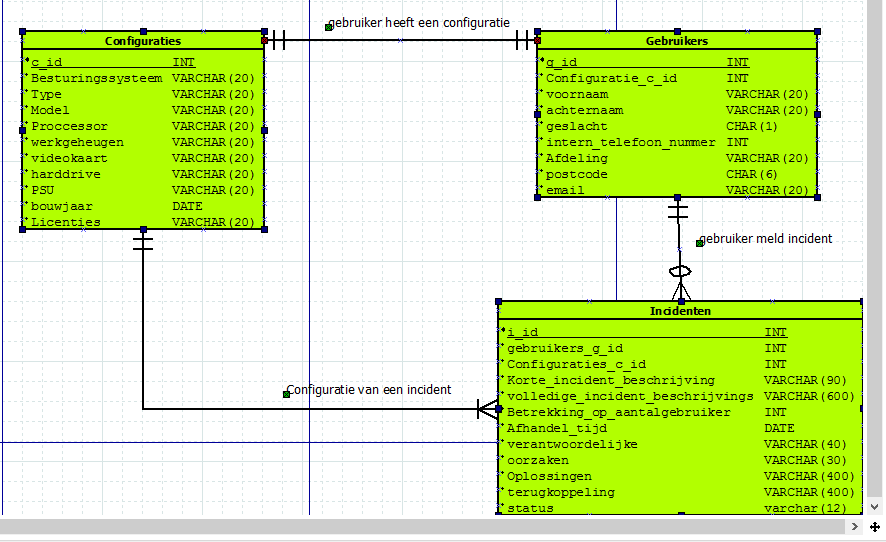 gebruiker heeft een configuratie
Configuraties
c_id INT
Besturingssysteem VARCHAR(20)
Type VARCHAR(20)
Model VARCHAR(20)
Proccessor VARCHAR(20)
werkgeheugen VARCHAR(20)
videokaart VARCHAR(20)
harddrive VARCHAR(20)
PSU VARCHAR(20)
bouwjaar DATE
Licenties VARCHAR(20)
Gebruikers
g_id INT
Configuratie_c_id INT
voornaam VARCHAR(20)
achternaam VARCHAR(20)
geslacht CHAR(1)
intern_telefoon_nummer INT
Afdeling VARCHAR(20)
postcode CHAR(6)
email VARCHAR(20)
gebruiker meld incident
Configuratie van een incident
Incidenten
i_id INT
gebruikers_g_id INT
Configuraties_c_id INT
Korte_incident_beschrijving VARCHAR(90)
volledige_incident_beschrijvings VARCHAR(600)
Betrekking_op_aantalgebruiker INT
Afhandel_tijd DATE
verantwoordelijke VARCHAR(40)
oorzaken VARCHAR(30)
Oplossingen VARCHAR(400)
terugkoppeling VARCHAR(400)
status varchar(12)